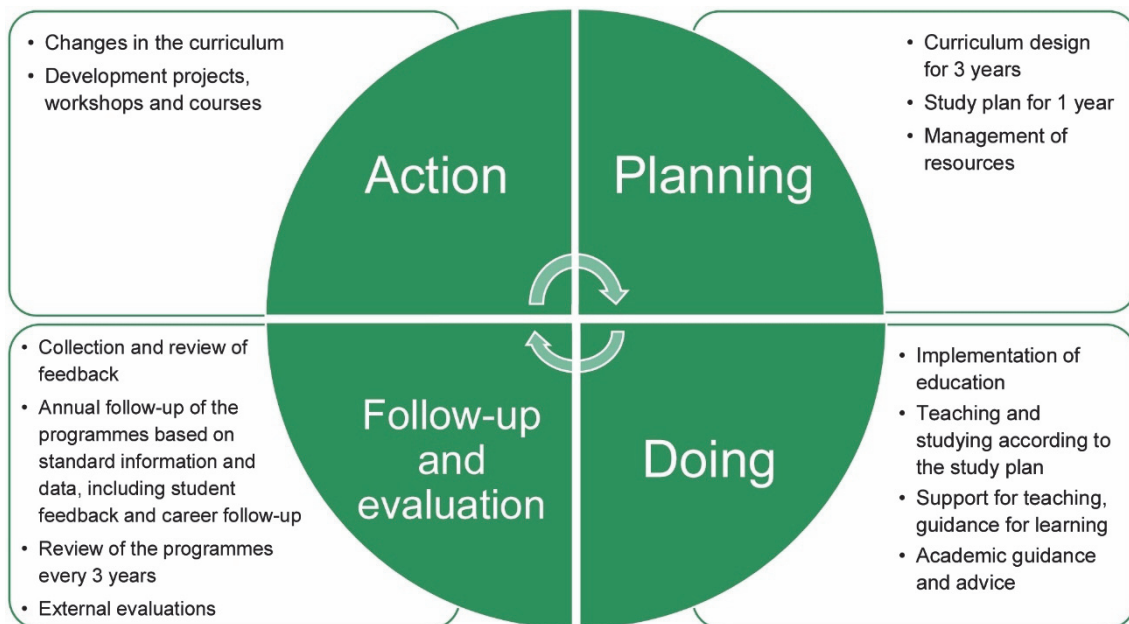 • Changes in the curriculum
• Development projects,
workshops and courses
Action
Planning
• Curriculum design
for 3 years
• Study plan for 1 year
• Management of
resources
• Collection and review of
feedback
• Annual follow-up of the
programmes based on
standard information and
data, including student
feedback and career follow-up
• Review of the programmes
every 3 years
• External evaluations
Follow-up
and
evaluation
Doing
• Implementation of
education
• Teaching and
studying according to
the study plan
• Support for teaching,
guidance for learning
• Academic guidance
and advice